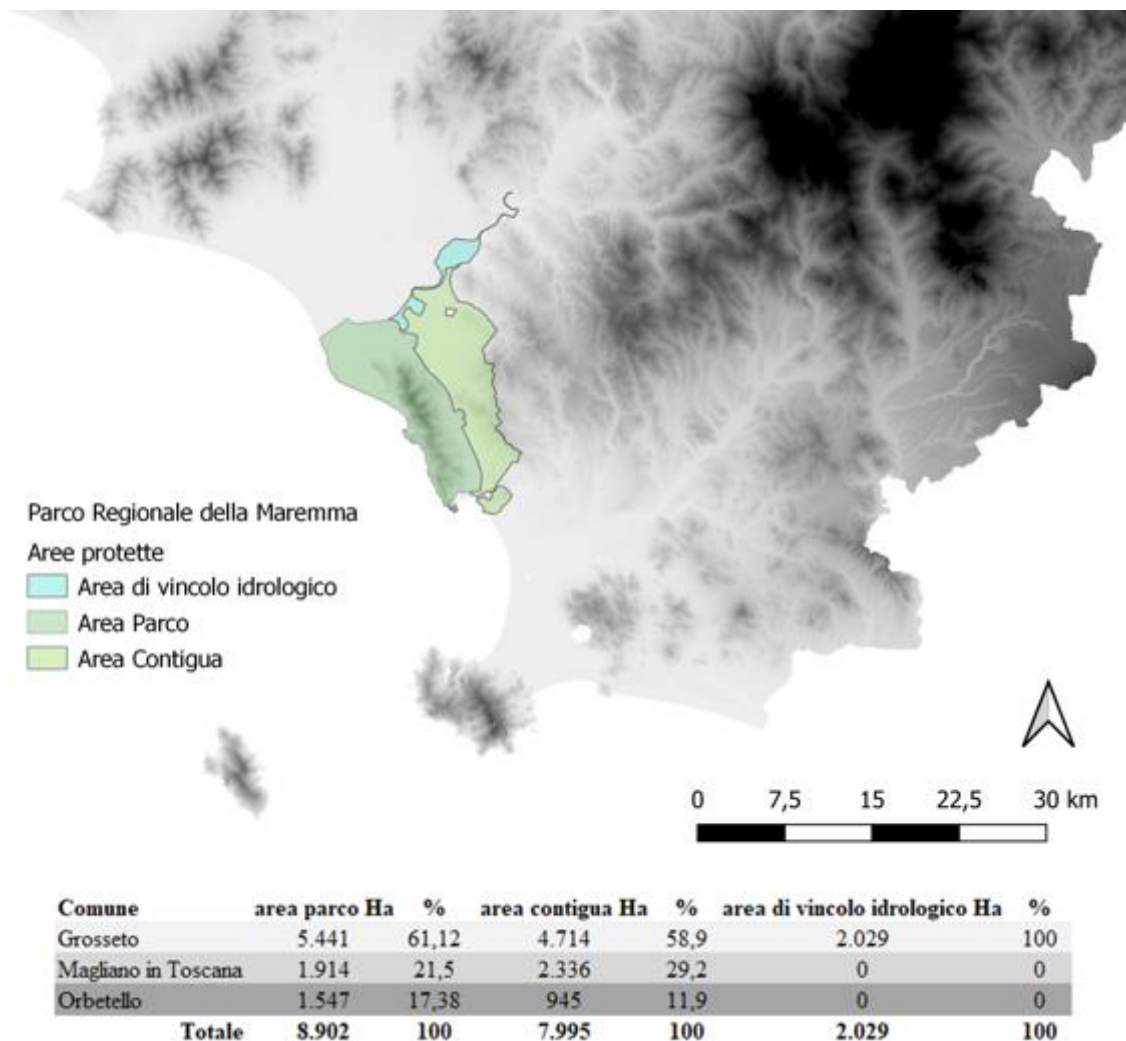 Parco Regionale della Maremma
Aree protette
Area di vincolo idrologico
Area Parco
Area Contigua
0 7,5 15 22,5 30 km
Comune area parco Ha % area contigua Ha % area di vincolo idrologico Ha %
Grosseto 5.441 61,12 4.714 58,9 2.029 100
Magliano in Toscana 1.914 21,5 2.336 29,2 0 0
Orbetello 1.547 17,38 945 11,9 0 0
Totale 8.902 100 7.995 100 2.029 100